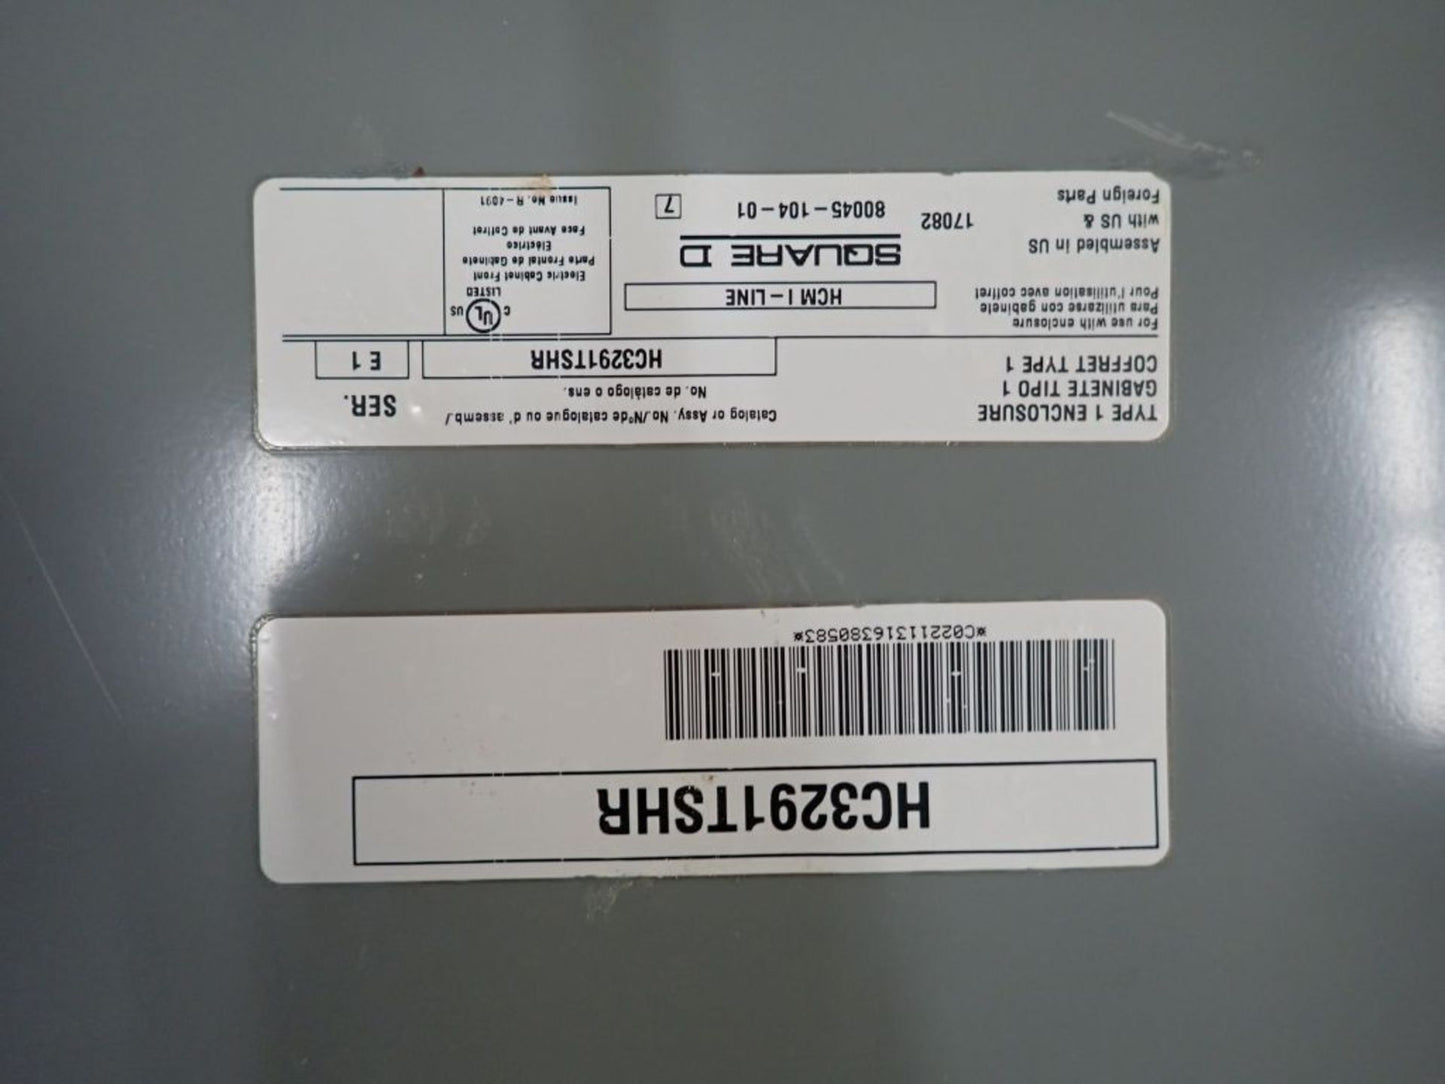 HC3291TSHR
*C022111316380583*
TYPE 1 ENCLOSURE
GABINETE TIPO 1
COFFRET TYPE 1
For use with enclosure
Para utilizarse con gabinete
Pour l'utilisation avec coffret
Assembled in US
with US &
Foreign Parts
17082
Catalog or Assy. No./Nºde catalogue ou d' assemb./
No. de catálogo o ens.
HC3291TSHR
SER.
E 1
HCM I-LINE
SQUARE D
80045-104-01
7
C UL US
LISTED
Electric Cabinet Front
Parte Frontal de Gabinete
Eléctrico
Face Avant de Coffret
Issue No. R-4091